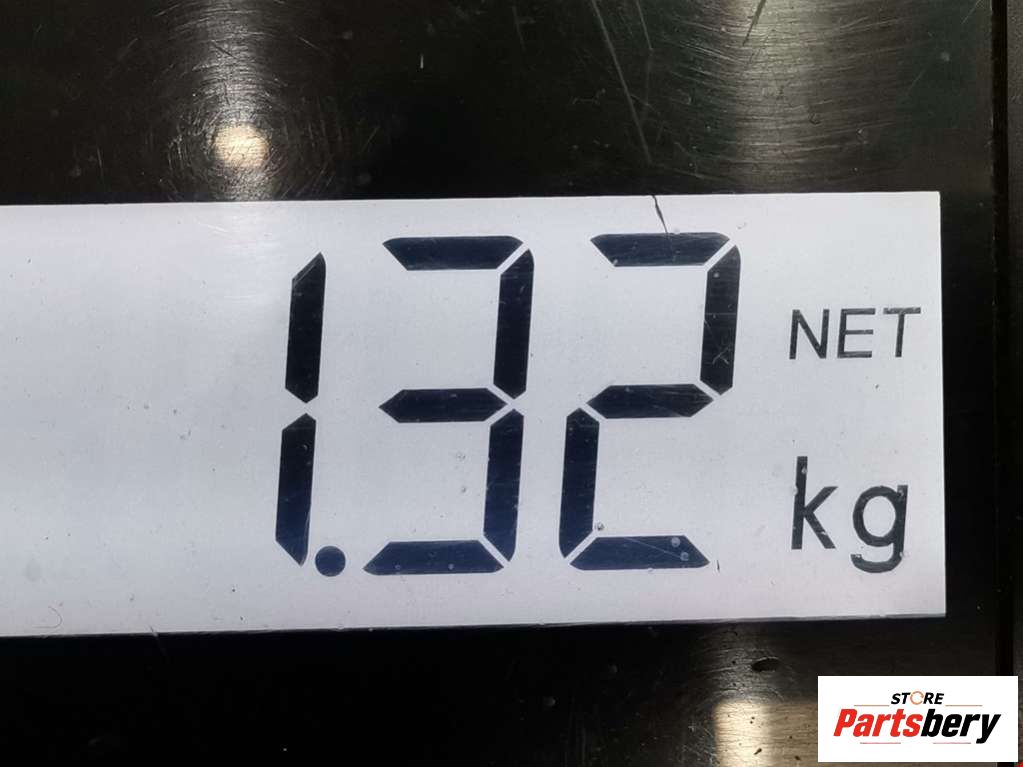 1.32
NET
kg
STORE
Partsbery